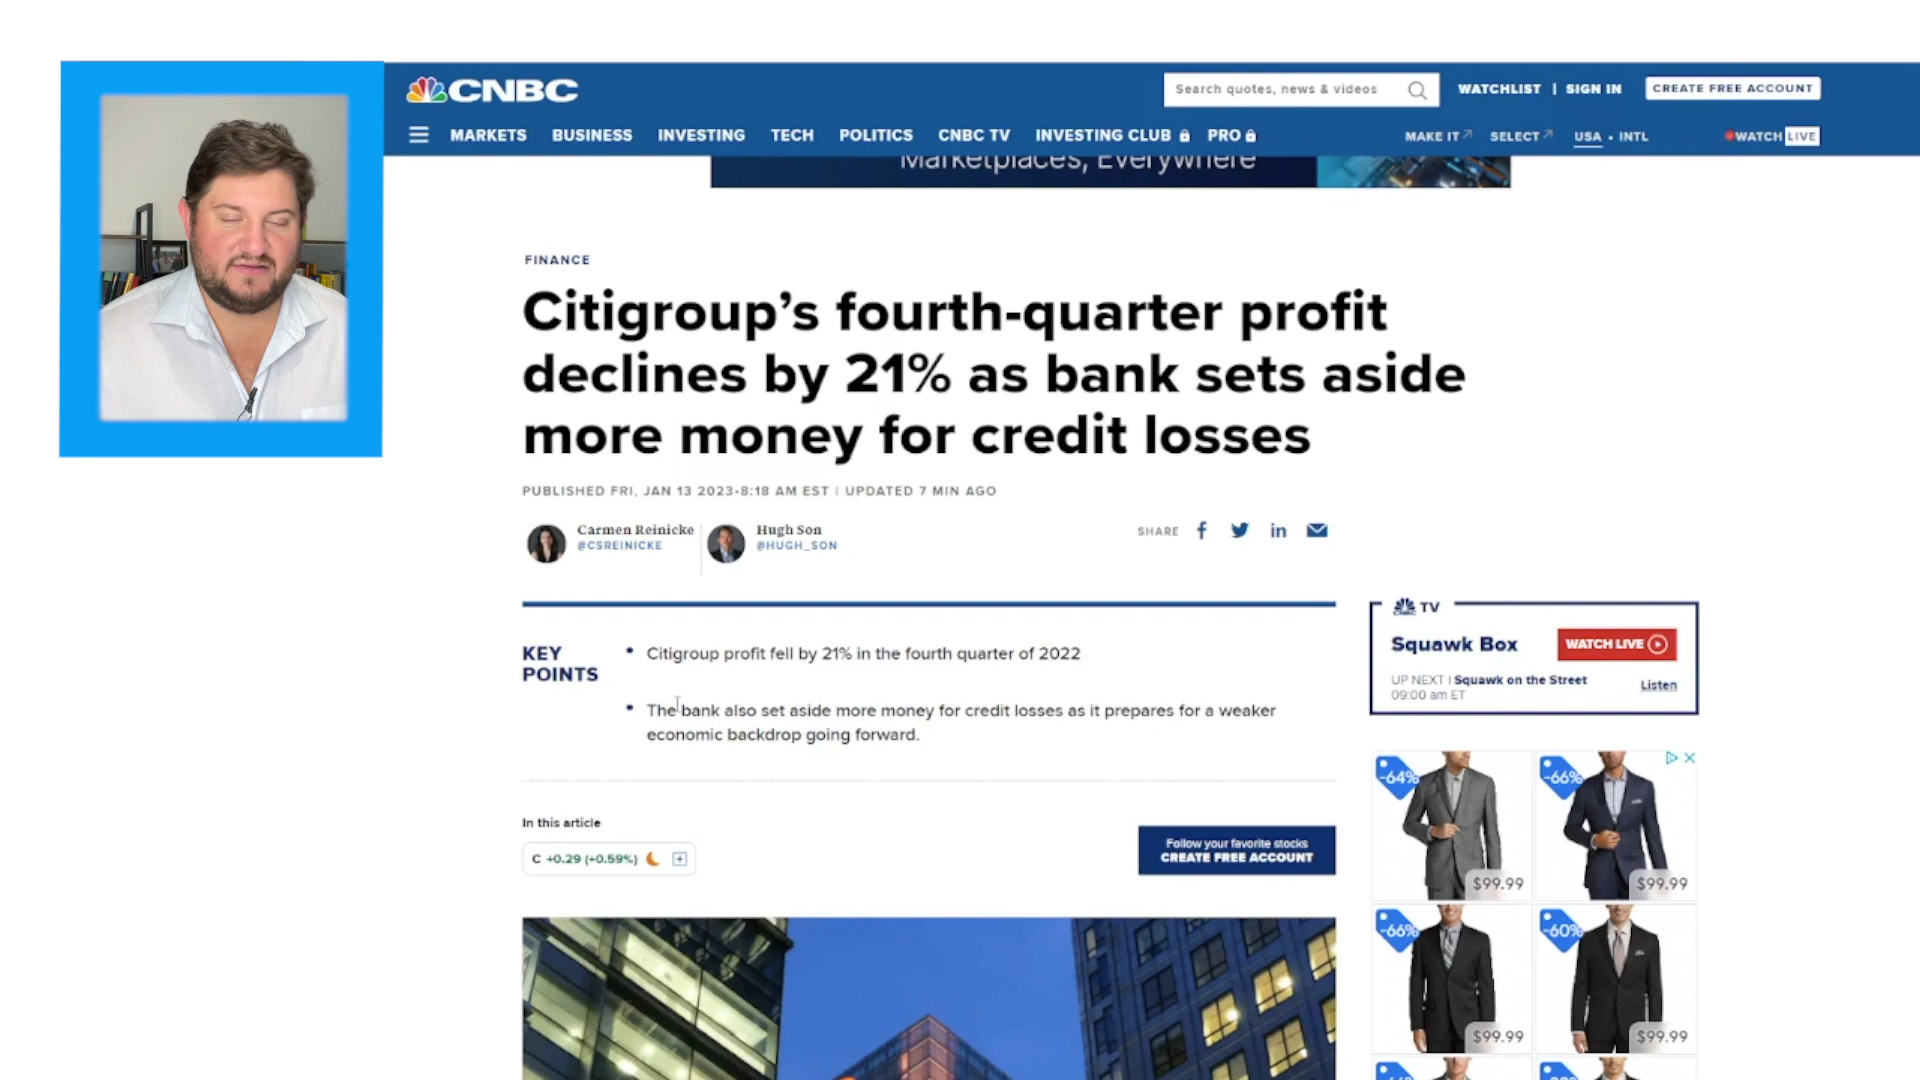 CNBC
Search quotes, news & videos
WATCHLIST | SIGN IN
CREATE FREE ACCOUNT
MARKETS BUSINESS INVESTING TECH POLITICS CNBC TV INVESTING CLUB PRO
MAKE IT SELECT USA • INTL
WATCH LIVE
Marketplaces, Everywhere
FINANCE
Citigroup’s fourth-quarter profit
declines by 21% as bank sets aside
more money for credit losses
PUBLISHED FRI, JAN 13 2023•8:18 AM EST | UPDATED 7 MIN AGO
Carmen Reinicke
@CSREINICKE
Hugh Son
@HUGH_SON
SHARE
KEY
POINTS
• Citigroup profit fell by 21% in the fourth quarter of 2022
• The bank also set aside more money for credit losses as it prepares for a weaker
economic backdrop going forward.
TV
Squawk Box
WATCH LIVE
UP NEXT | Squawk on the Street
09:00 am ET
Listen
In this article
C +0.29 (+0.59%)
Follow your favorite stocks
CREATE FREE ACCOUNT
-64%
$99.99
-66%
$99.99
-66%
$99.99
-60%
$99.99